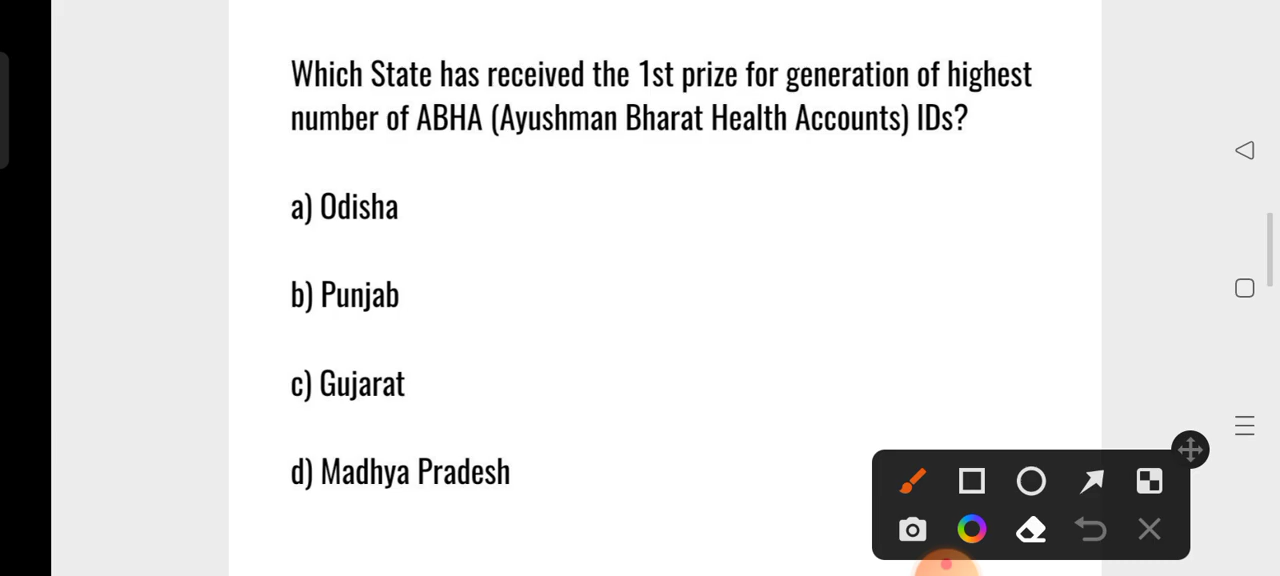 Which State has received the 1st prize for generation of highest
number of ABHA (Ayushman Bharat Health Accounts) IDs?
a) Odisha
b) Punjab
c) Gujarat
d) Madhya Pradesh